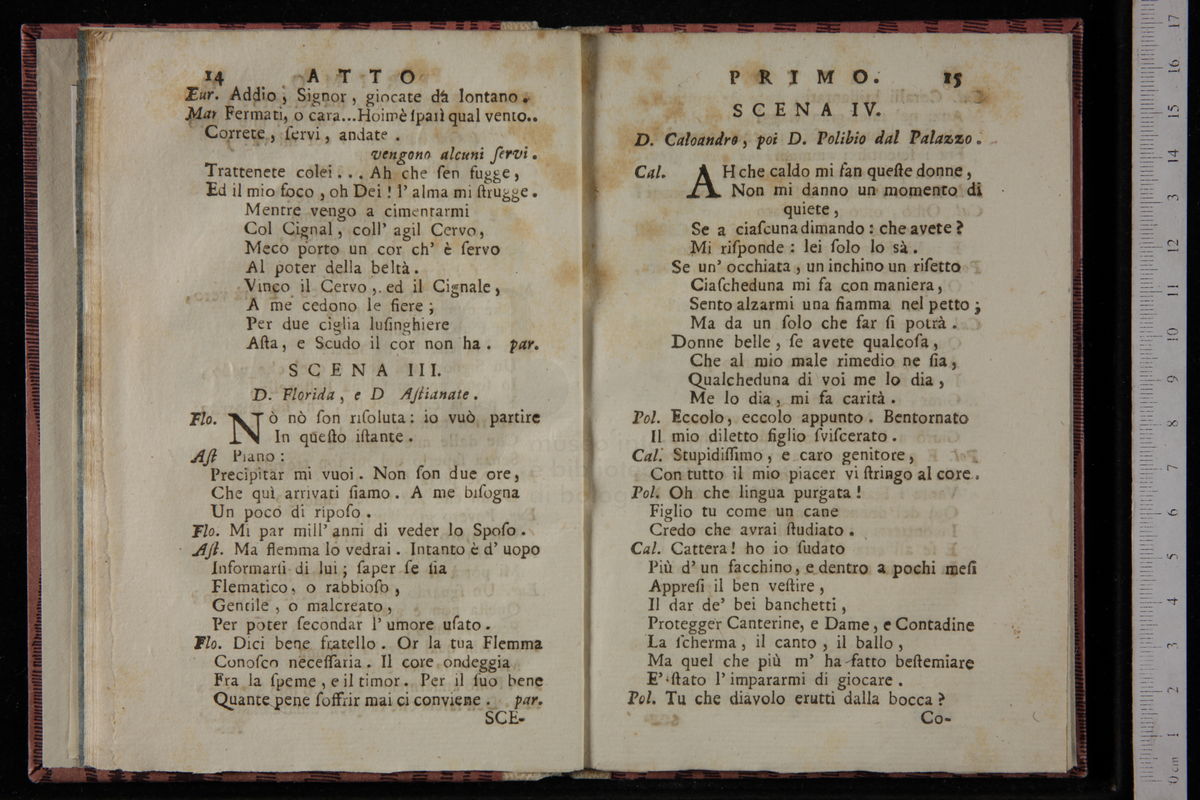 14 ATTO
Eur. Addio, Signor, giocate da lontano.
Mar Fermati, o cara...Hoimè ſparì qual vento..
Correte, ſervi, andate.
vengono alcuni ſervi.
Trattenete colei... Ah che ſen fugge,
Ed il mio foco, oh Dei! l' alma mi ſtrugge.
Mentre vengo a cimentarmi
Col Cignal, coll' agil Cervo,
Meco porto un cor ch' è ſervo
Al poter della beltà.
Vinco il Cervo, ed il Cignale,
A me cedono le fiere;
Per due ciglia luſinghiere
Aſta, e Scudo il cor non ha. par.
SCENA III.
D. Florida, e D Aſtianate.
Flo. NÒ nò ſon riſoluta: io vuò partire
In queſto iſtante.
Aſt Piano:
Precipitar mi vuoi. Non ſon due ore,
Che quì arrivati ſiamo. A me biſogna
Un poco di ripoſo.
Flo. Mi par mill' anni di veder lo Spoſo.
Aſt. Ma flemma lo vedrai. Intanto è d' uopo
Informarſi di lui; ſaper ſe ſia
Flematico, o rabbioſo,
Gentile, o malcreato,
Per poter ſecondar l' umore uſato.
Flo. Dici bene fratello. Or la tua Flemma
Conoſco neceſſaria. Il core ondeggia
Fra la ſpeme, e il timor. Per il ſuo bene
Quante pene ſoffrir mai ci conviene. par.
SCE-
PRIMO. 15
SCENA IV.
D. Caloandro, poi D. Polibio dal Palazzo.
Cal. AH che caldo mi fan queſte donne,
Non mi danno un momento di
quiete,
Se a ciaſcuna dimando: che avete?
Mi riſponde: lei ſolo lo sà.
Se un' occhiata, un inchino un riſetto
Ciaſcheduna mi fa con maniera,
Sento alzarmi una fiamma nel petto;
Ma da un ſolo che far ſi potrà.
Donne belle, ſe avete qualcoſa,
Che al mio male rimedio ne ſia,
Qualcheduna di voi me lo dia,
Me lo dia, mi fa carità.
Pol. Eccolo, eccolo appunto. Bentornato
Il mio diletto figlio ſviſcerato.
Cal. Stupidiſſimo, e caro genitore,
Con tutto il mio piacer vi ſtringo al core.
Pol. Oh che lingua purgata!
Figlio tu come un cane
Credo che avrai ſtudiato.
Cal. Cattera! ho io ſudato
Più d' un facchino, e dentro a pochi meſi
Appreſi il ben veſtire,
Il dar de' bei banchetti,
Protegger Canterine, e Dame, e Contadine
La ſcherma, il canto, il ballo,
Ma quel che più m' ha fatto beſtemiare
E' ſtato l' impararmi di giocare.
Pol. Tu che diavolo erutti dalla bocca?
Co-